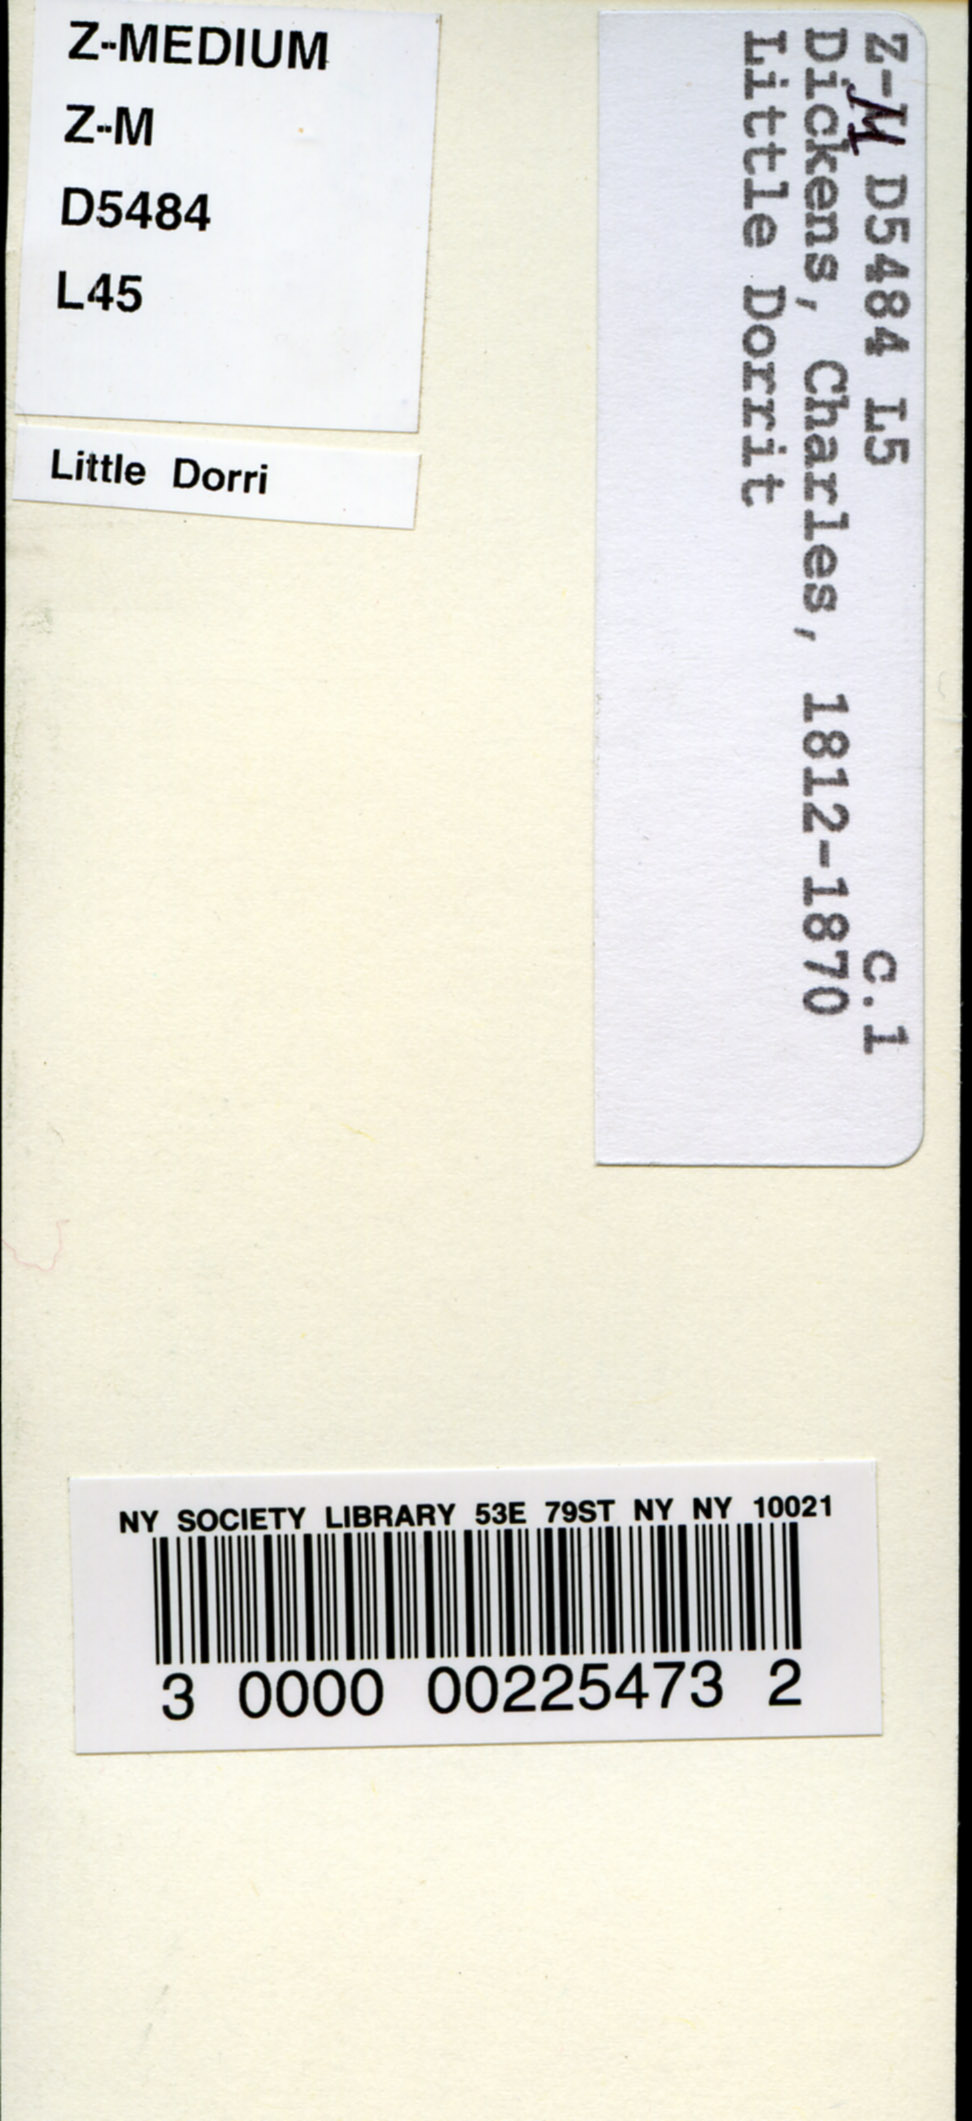 Z-MEDIUM
Z-M
D5484
L45
Little Dorri
Z-M D5484 L5 c.1
Dickens, Charles, 1812-1870
Little Dorrit
NY SOCIETY LIBRARY 53E 79ST NY NY 10021
3 0000 00225473 2